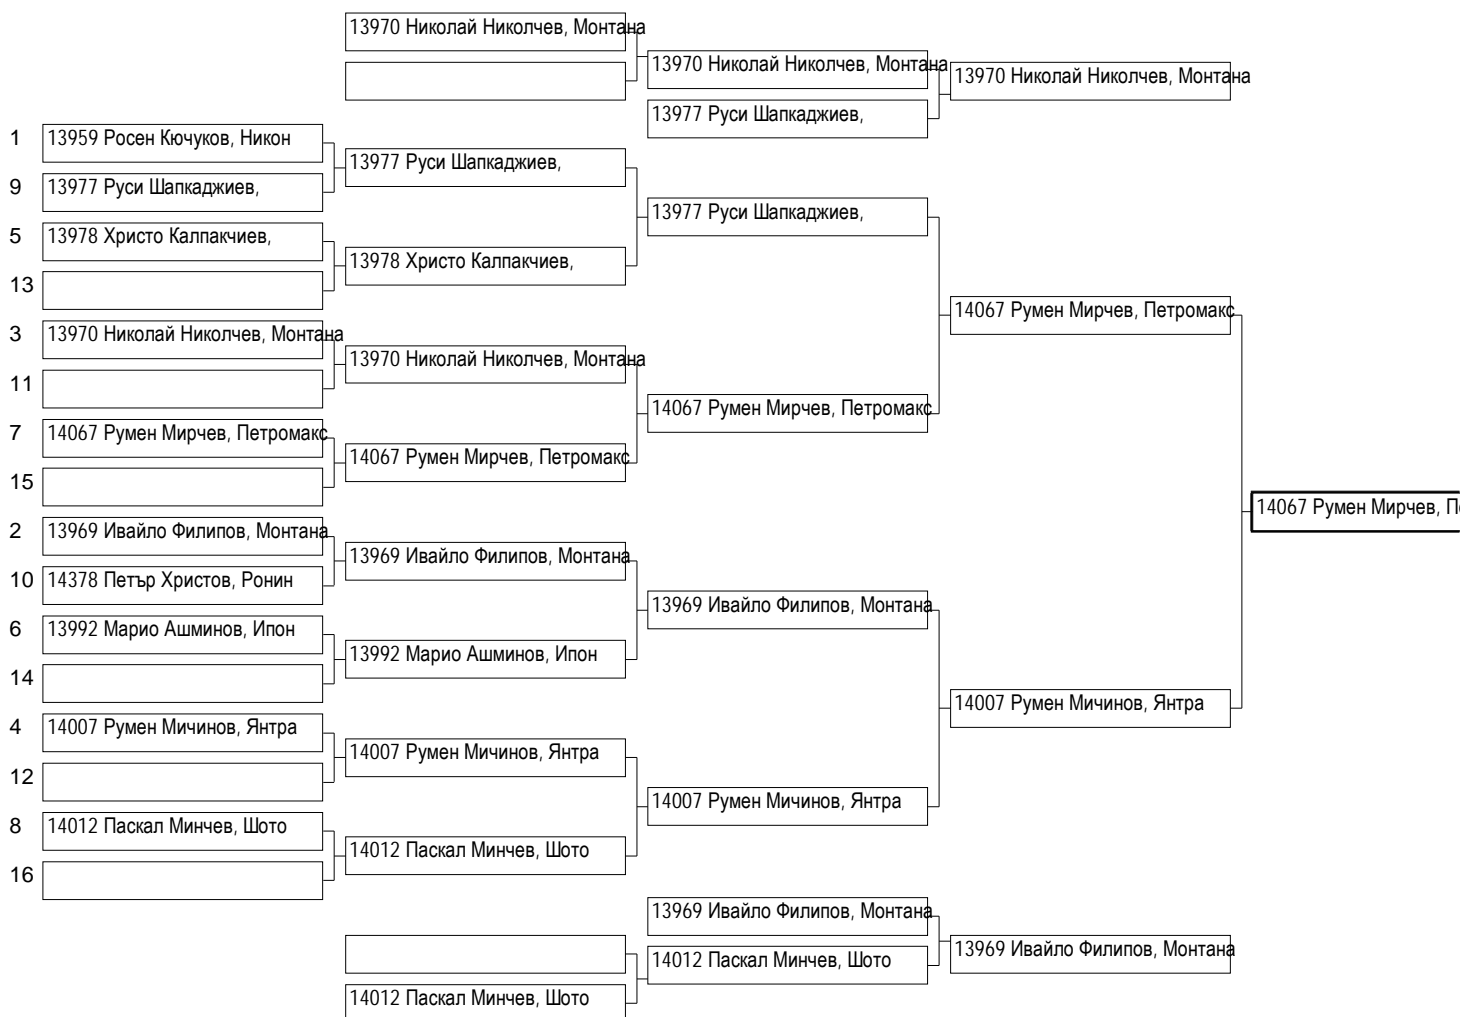 13970 Николай Николчев, Монтана
13970 Николай Николчев, Монтана
13970 Николай Николчев, Монтана
13977 Руси Шапкаджиев,
1 13959 Росен Кючуков, Никон
13977 Руси Шапкаджиев,
9 13977 Руси Шапкаджиев,
13977 Руси Шапкаджиев,
5 13978 Христо Калпакчиев,
13978 Христо Калпакчиев,
13
14067 Румен Мирчев, Петромакс
3 13970 Николай Николчев, Монтана
13970 Николай Николчев, Монтана
11
14067 Румен Мирчев, Петромакс
7 14067 Румен Мирчев, Петромакс
14067 Румен Мирчев, Петромакс
15
14067 Румен Мирчев,
2 13969 Ивайло Филипов, Монтана
13969 Ивайло Филипов, Монтана
10 14378 Петър Христов, Ронин
13969 Ивайло Филипов, Монтана
6 13992 Марио Ашминов, Ипон
13992 Марио Ашминов, Ипон
14
14007 Румен Мичинов, Янтра
4 14007 Румен Мичинов, Янтра
14007 Румен Мичинов, Янтра
12
14007 Румен Мичинов, Янтра
8 14012 Паскал Минчев, Шото
14012 Паскал Минчев, Шото
16
13969 Ивайло Филипов, Монтана
13969 Ивайло Филипов, Монтана
14012 Паскал Минчев, Шото
14012 Паскал Минчев, Шото